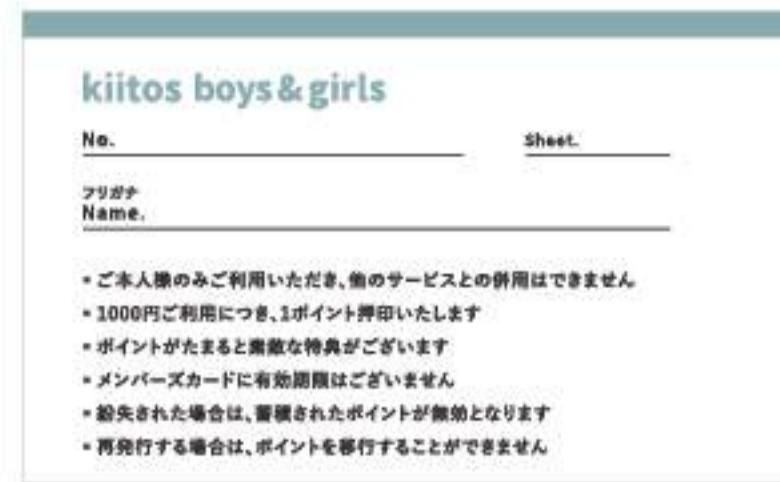 kiitos boys&girls
No.
Sheet.
フリガナ
Name.
・ご本人様のみご利用いただき、他のサービスとの併用はできません
・1000円ご利用につき、1ポイント押印いたします
・ポイントがたまると素敵な特典がございます
・メンバーズカードに有効期限はございません
・紛失された場合は、蓄積されたポイントが無効となります
・再発行する場合は、ポイントを移行することができません